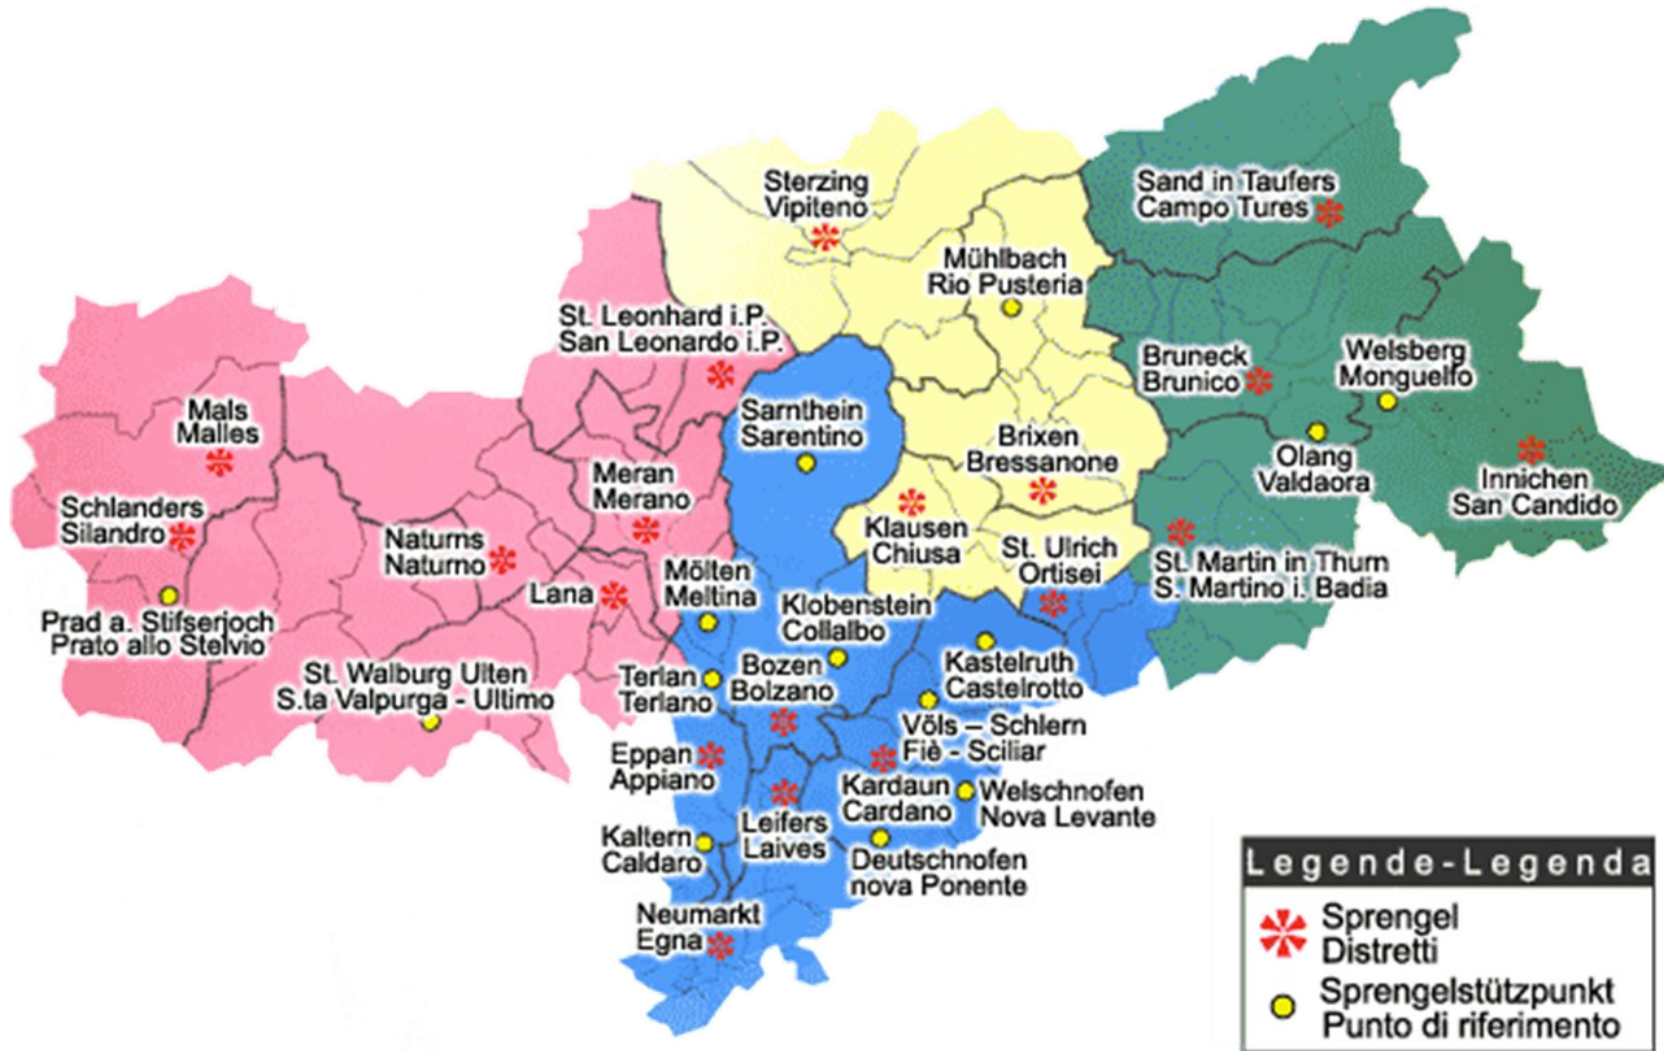 Sterzing
Vipiteno
Sand in Taufers
Campo Tures
Mühlbach
Rio Pusteria
St. Leonhard i.P.
San Leonardo i.P.
Bruneck
Brunico
Welsberg
Monguelfo
Mals
Malles
Sarnthein
Sarentino
Brixen
Bressanone
Olang
Valdaora
Innichen
San Candido
Meran
Merano
Schlanders
Silandro
Naturns
Naturno
Klausen
Chiusa
St. Ulrich
Ortisei
St. Martin in Thurn
S. Martino i. Badia
Lana
Mölten
Meltina
Klobenstein
Collalbo
Prad a. Stifserjoch
Prato allo Stelvio
St. Walburg Ulten
S.ta Valpurga - Ultimo
Terlan
Terlano
Bozen
Bolzano
Kastelruth
Castelrotto
Völs – Schlern
Fiè - Sciliar
Eppan
Appiano
Kardaun
Cardano
Welschnofen
Nova Levante
Leifers
Laives
Kaltern
Caldaro
Deutschnofen
nova Ponente
Neumarkt
Egna
Legende-Legenda
Sprengel
Distretti
Sprengelstützpunkt
Punto di riferimento